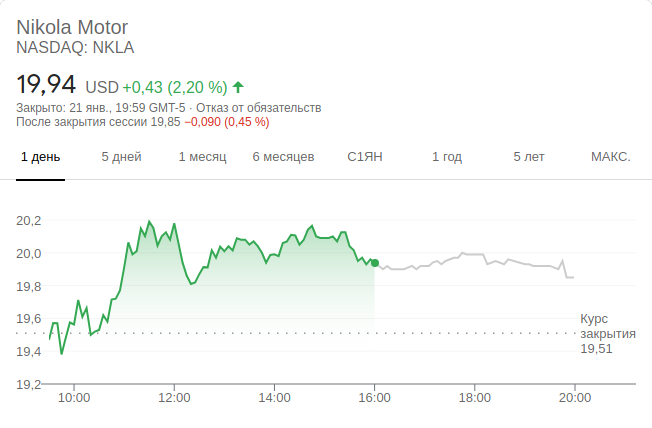 Nikola Motor
NASDAQ: NKLA
19,94 USD +0,43 (2,20 %)
Закрыто: 21 янв., 19:59 GMT-5 · Отказ от обязательств
После закрытия сессии 19,85 −0,090 (0,45 %)
1 день 5 дней 1 месяц 6 месяцев С1ЯН 1 год 5 лет МАКС.
20,2
20,0
19,8
19,6
19,4
19,2
Курс
закрытия
19,51
10:00 12:00 14:00 16:00 18:00 20:00